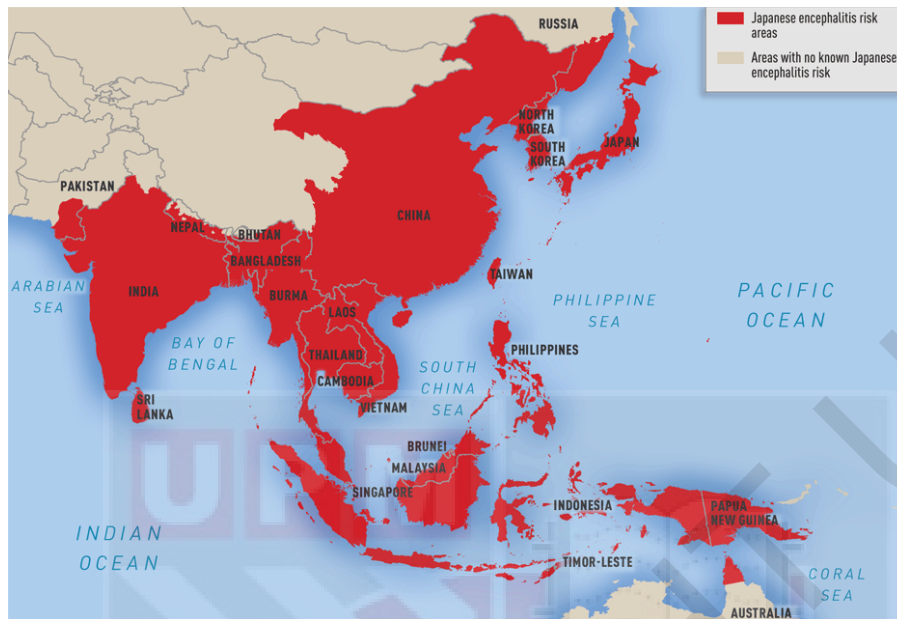 RUSSIA
Japanese encephalitis risk
areas
Areas with no known Japanese
encephalitis risk
NORTH
KOREA
SOUTH
KOREA
JAPAN
PAKISTAN
NEPAL
BHUTAN
CHINA
BANGLADESH
INDIA
BURMA
TAIWAN
ARABIAN
SEA
PHILIPPINE
SEA
PACIFIC
OCEAN
LAOS
BAY OF
BENGAL
THAILAND
PHILIPPINES
CAMBODIA
SOUTH
CHINA
SEA
VIETNAM
SRI
LANKA
BRUNEI
MALAYSIA
SINGAPORE
INDONESIA
PAPUA
NEW GUINEA
INDIAN
OCEAN
TIMOR-LESTE
CORAL
SEA
AUSTRALIA
UPM